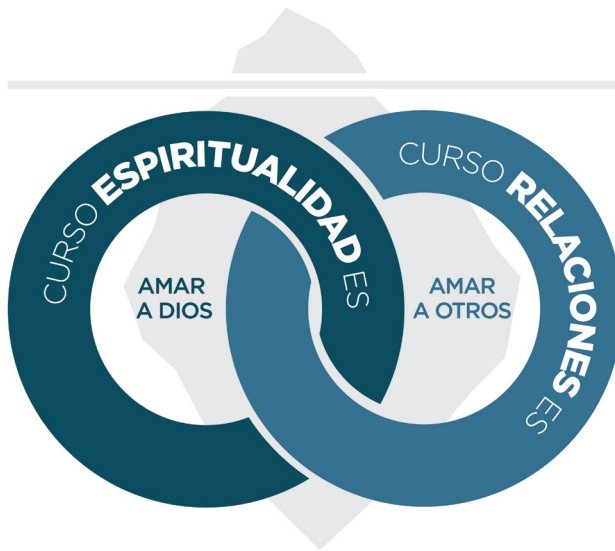 CURSO ESPIRITUALIDAD ES
AMAR
A DIOS
CURSO RELACIONES ES
AMAR
A OTROS